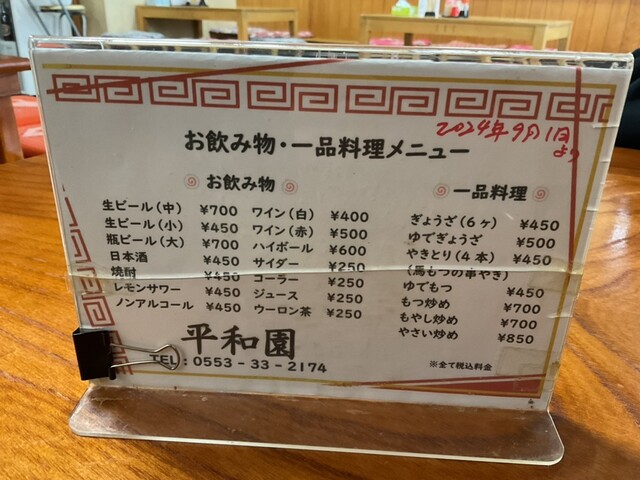 2024年9月1日
より
お飲み物・一品料理メニュー
お飲み物
生ビール(中) ¥700
生ビール(小) ¥450
瓶ビール(大) ¥700
日本酒 ¥450
焼酎 ¥450
レモンサワー ¥450
ノンアルコール ¥450
ワイン(白) ¥400
ワイン(赤) ¥500
ハイボール ¥600
サイダー ¥250
コーラー ¥250
ジュース ¥250
ウーロン茶 ¥250
一品料理
ぎょうざ(6ヶ) ¥450
ゆでぎょうざ ¥500
やきとり(4本) ¥450
(馬もつの串やき)
ゆでもつ ¥450
もつ炒め ¥700
もやし炒め ¥700
やさい炒め ¥850
平和園
TEL:0553-33-2174
※全て税込料金